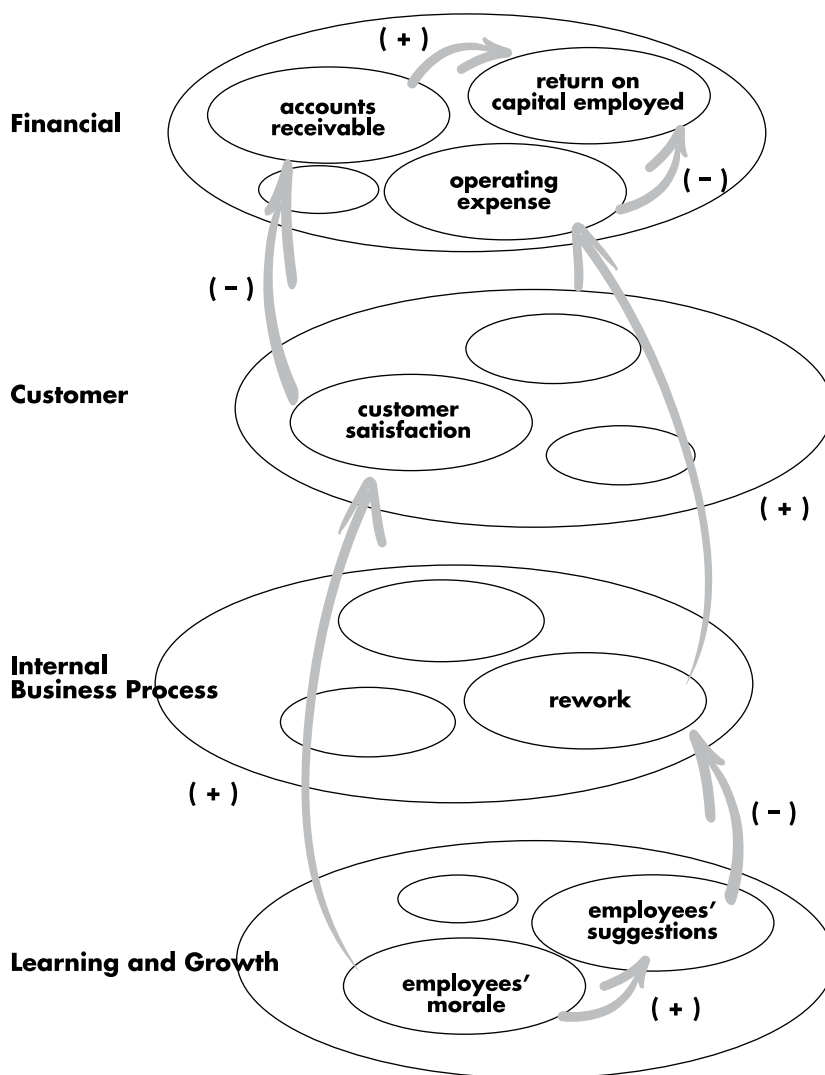 ( + )
return on
capital employed
accounts
receivable
Financial
operating
expense
( - )
( - )
Customer
customer
satisfaction
( + )
Internal
Business Process
rework
( + )
( - )
employees’
suggestions
Learning and Growth
employees’
morale
( + )